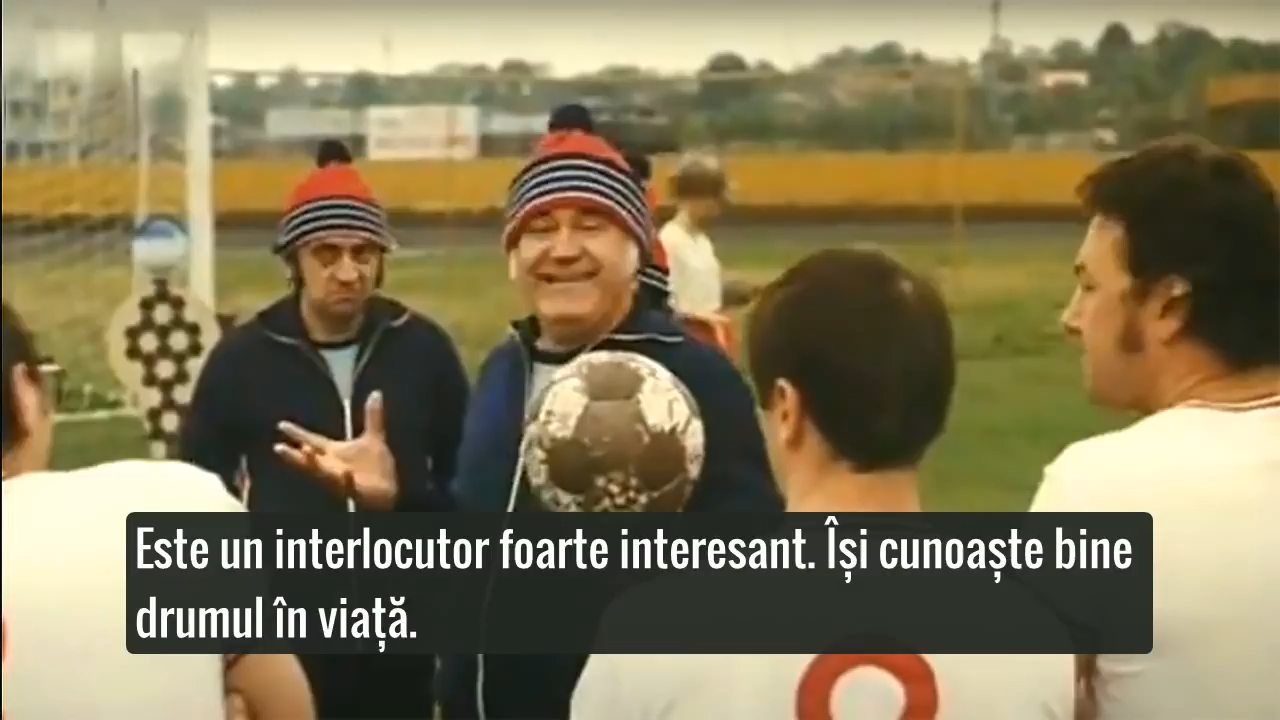 Este un interlocutor foarte interesant. Își cunoaște bine
drumul în viață.